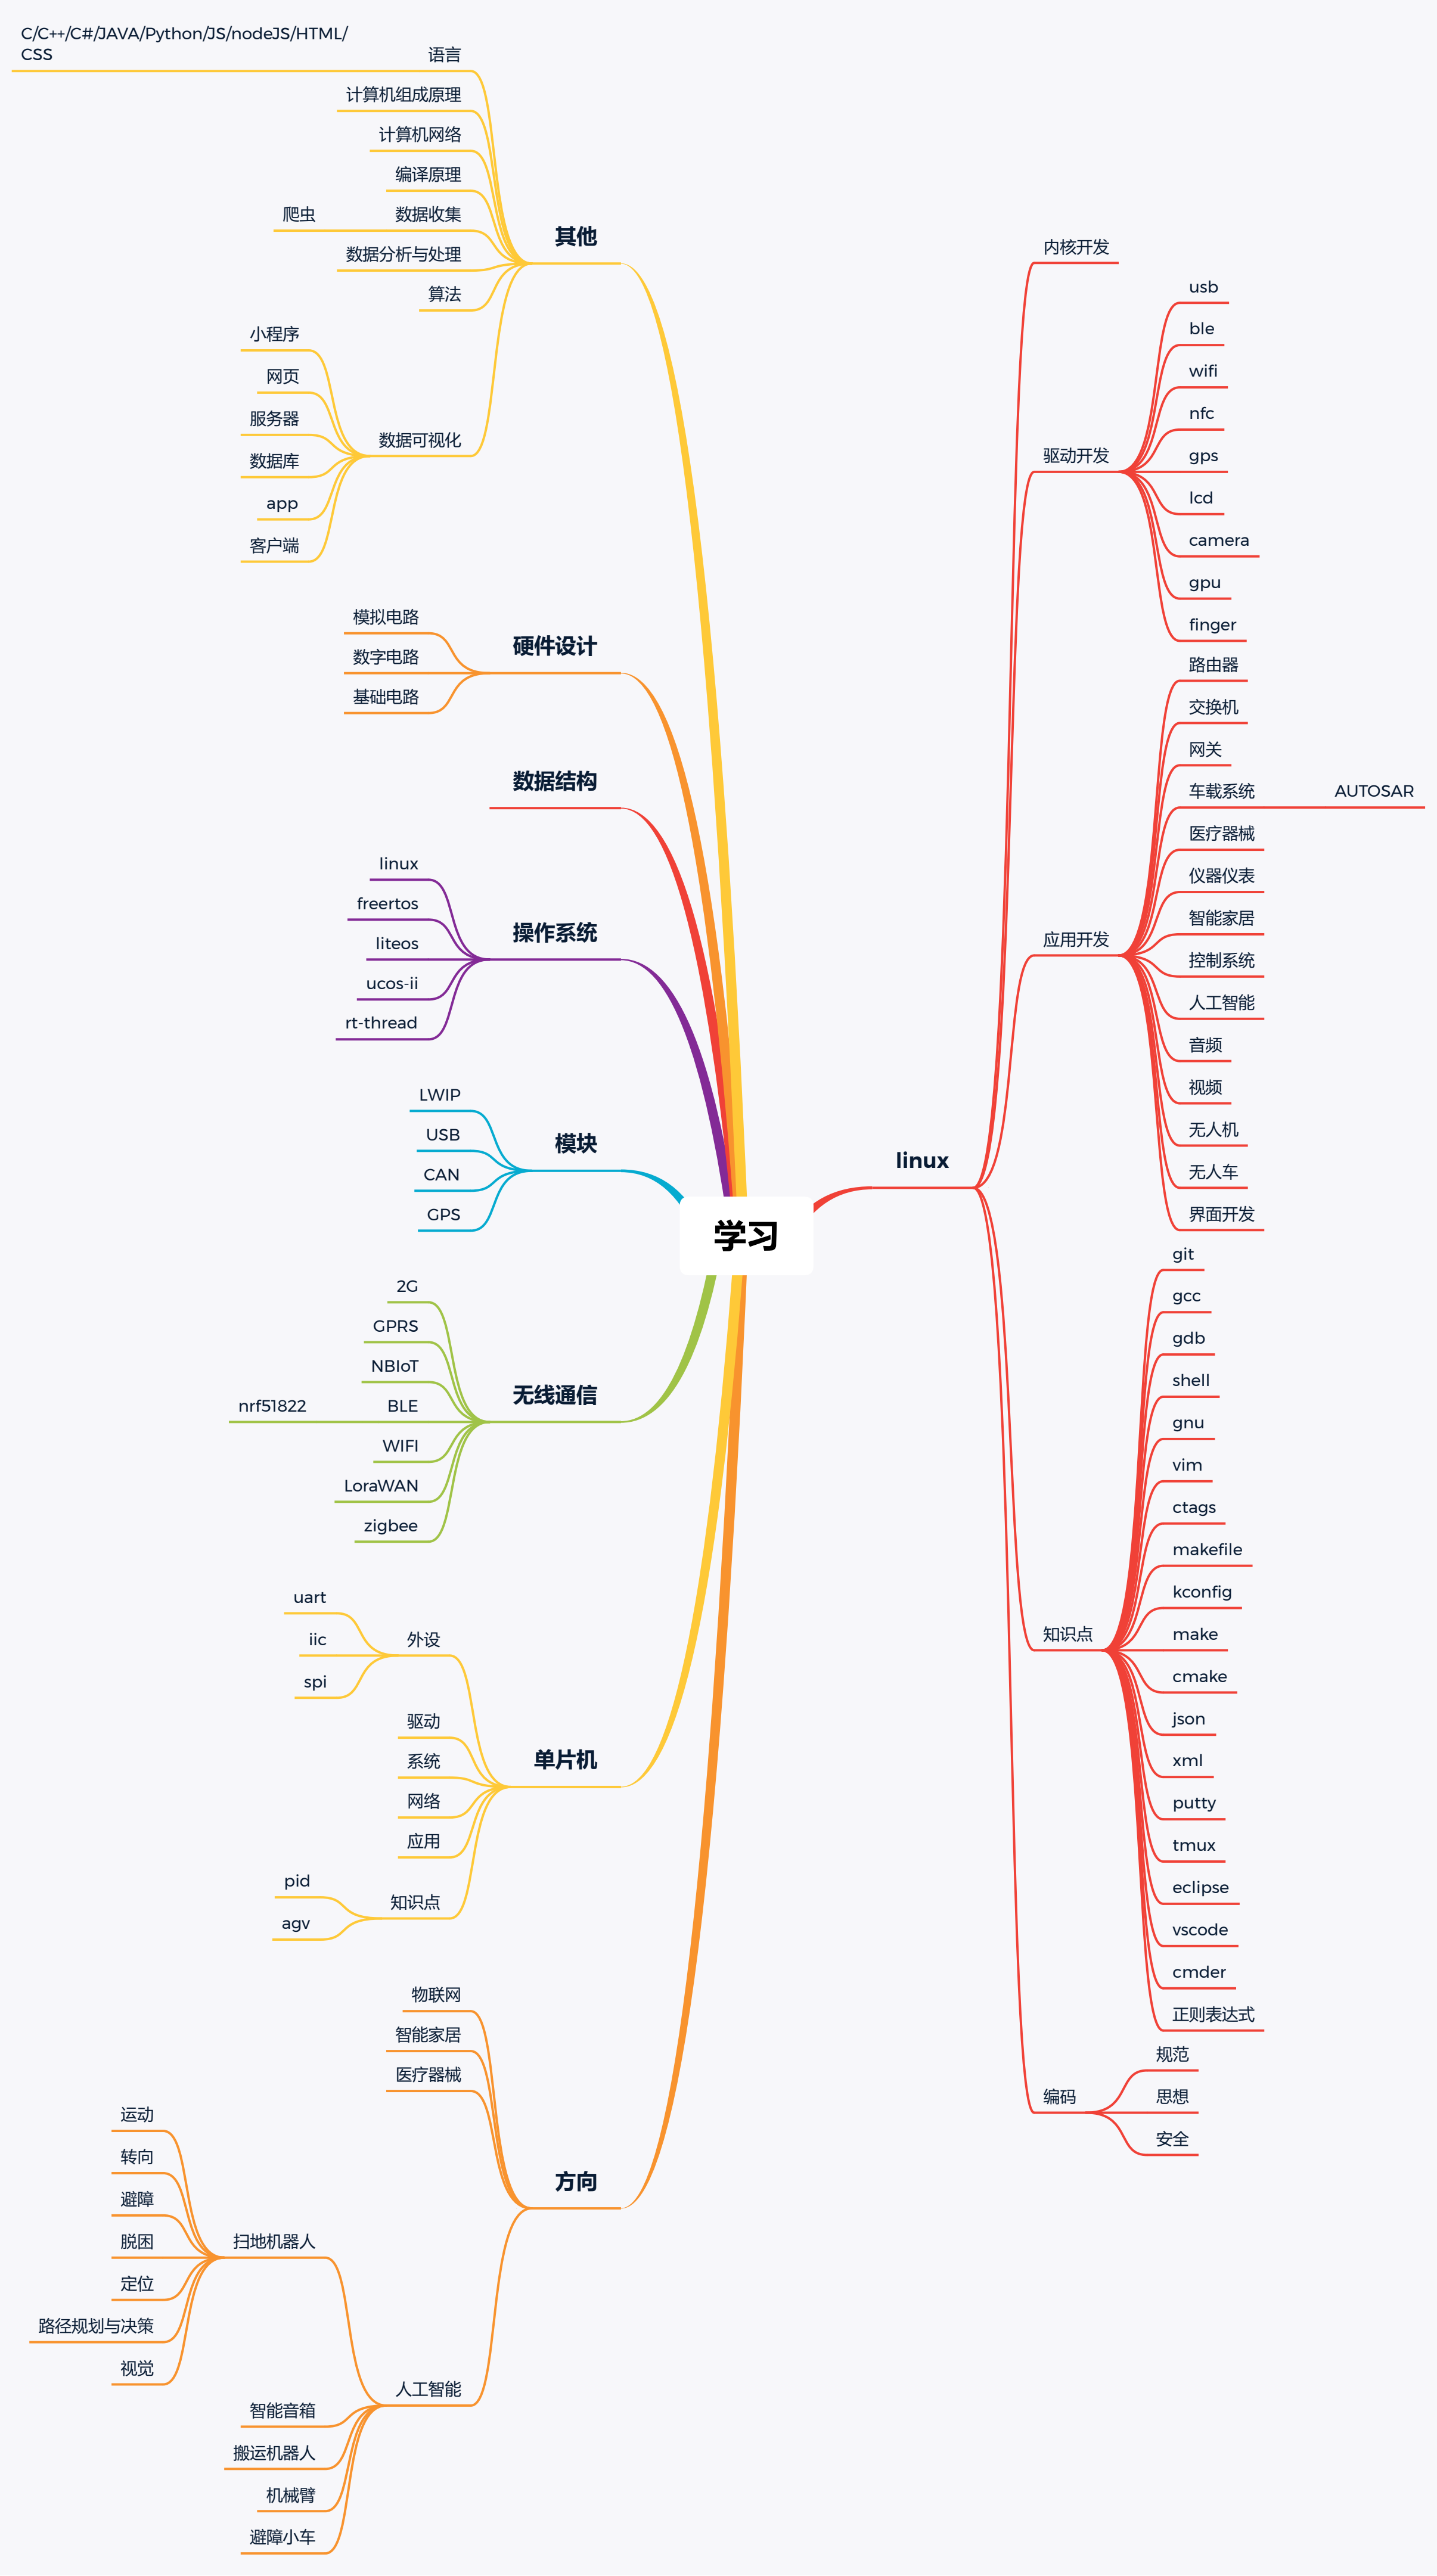 学习
linux
内核开发
驱动开发
usb
ble
wifi
nfc
gps
lcd
camera
gpu
finger
应用开发
路由器
交换机
网关
车载系统
AUTOSAR
医疗器械
仪器仪表
智能家居
控制系统
人工智能
音频
视频
无人机
无人车
界面开发
知识点
git
gcc
gdb
shell
gnu
vim
ctags
makefile
kconfig
make
cmake
json
xml
putty
tmux
eclipse
vscode
cmder
正则表达式
编码
规范
思想
安全
其他
语言
C/C++/C#/JAVA/Python/JS/nodeJS/HTML/
CSS
计算机组成原理
计算机网络
编译原理
数据收集
爬虫
数据分析与处理
算法
数据可视化
小程序
网页
服务器
数据库
app
客户端
硬件设计
模拟电路
数字电路
基础电路
数据结构
操作系统
linux
freertos
liteos
ucos-ii
rt-thread
模块
LWIP
USB
CAN
GPS
无线通信
2G
GPRS
NBIoT
BLE
nrf51822
WIFI
LoraWAN
zigbee
单片机
外设
uart
iic
spi
驱动
系统
网络
应用
知识点
pid
agv
方向
物联网
智能家居
医疗器械
人工智能
扫地机器人
运动
转向
避障
脱困
定位
路径规划与决策
视觉
智能音箱
搬运机器人
机械臂
避障小车